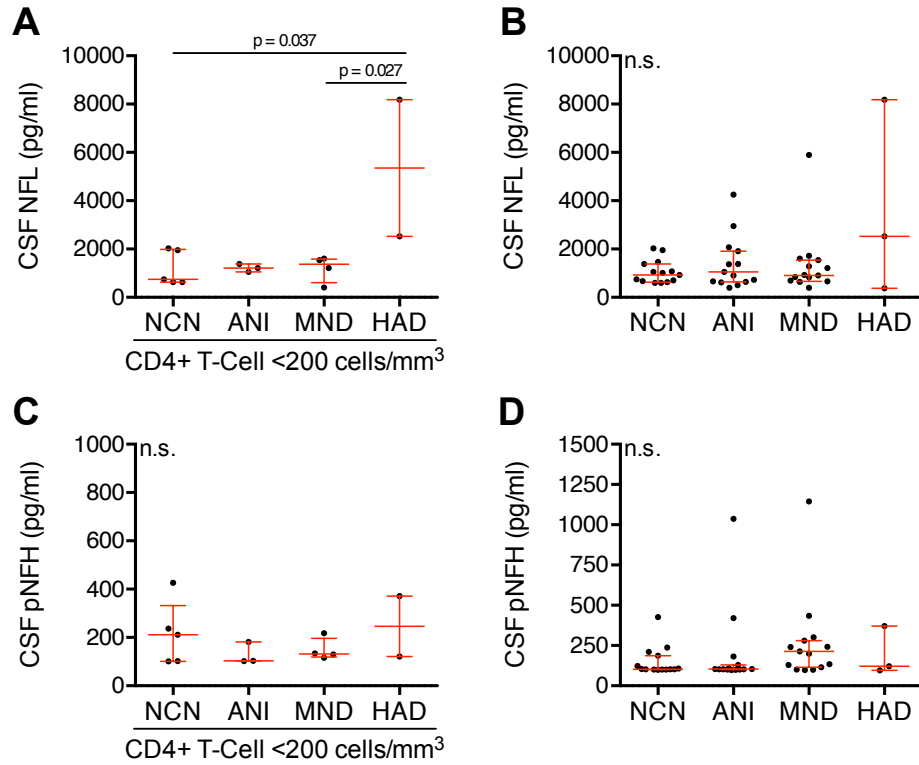 A
p = 0.037
p = 0.027
CSF NFL (pg/ml)
10000
8000
6000
4000
2000
0
NCN ANI MND HAD
CD4+ T-Cell <200 cells/mm³
B
n.s.
CSF NFL (pg/ml)
10000
8000
6000
4000
2000
0
NCN ANI MND HAD
C
n.s.
CSF pNFH (pg/ml)
1000
800
600
400
200
0
NCN ANI MND HAD
CD4+ T-Cell <200 cells/mm³
D
n.s.
CSF pNFH (pg/ml)
1500
1250
1000
750
500
250
0
NCN ANI MND HAD